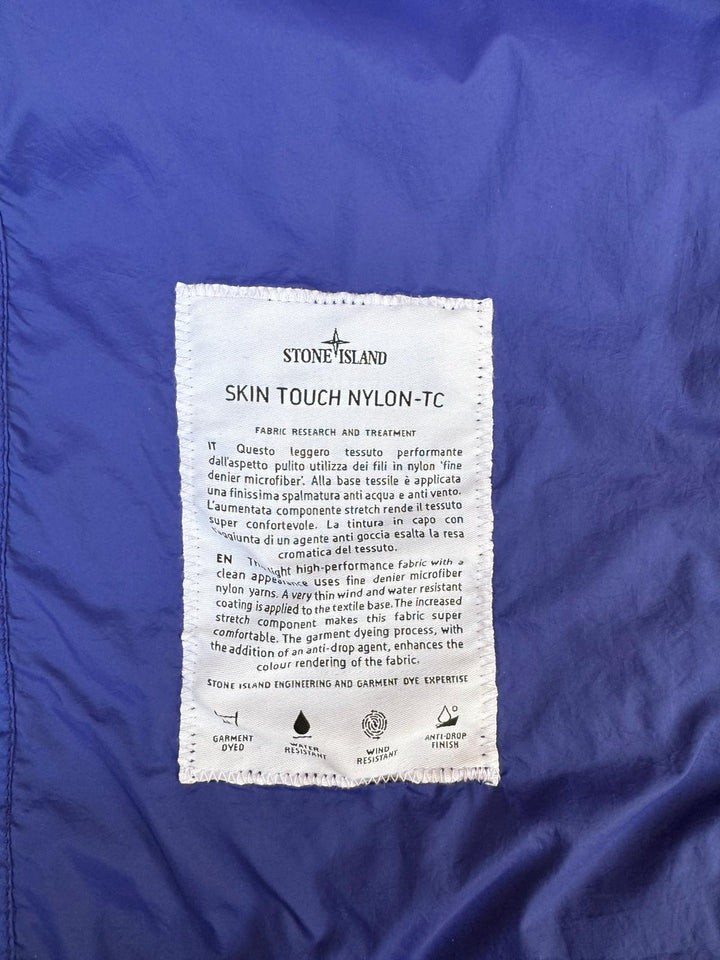 STONE ISLAND
SKIN TOUCH NYLON-TC
FABRIC RESEARCH AND TREATMENT
IT Questo leggero tessuto performante
dall'aspetto pulito utilizza dei fili in nylon 'fine
denier microfiber'. Alla base tessile è applicata
una finissima spalmatura anti acqua e anti vento.
L'aumentata componente stretch rende il tessuto
super confortevole. La tintura in capo con
l'aggiunta di un agente anti goccia esalta la resa
cromatica del tessuto.
EN This light high-performance fabric with a
clean appearance uses fine denier microfiber
nylon yarns. A very thin wind and water resistant
coating is applied to the textile base. The increased
stretch component makes this fabric super
comfortable. The garment dyeing process, with
the addition of an anti-drop agent, enhances the
colour rendering of the fabric.
STONE ISLAND ENGINEERING AND GARMENT DYE EXPERTISE
GARMENT DYED
WATER RESISTANT
WIND RESISTANT
ANTI-DROP FINISH